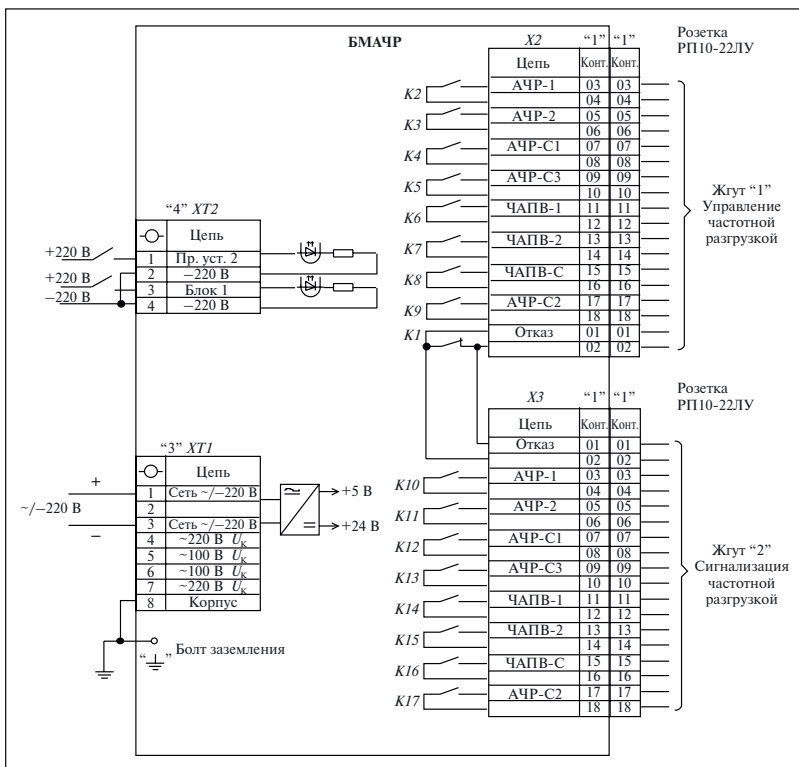 БМАЧР
Розетка
РП10-22ЛУ
X2 “1” “1”
Цепь Конт. Конт.
K2 АЧР-1 03 03
04 04
K3 АЧР-2 05 05
06 06
K4 АЧР-С1 07 07
08 08
K5 АЧР-С3 09 09
10 10
K6 ЧАПВ-1 11 11
12 12
K7 ЧАПВ-2 13 13
14 14
K8 ЧАПВ-С 15 15
16 16
K9 АЧР-С2 17 17
18 18
K1 Отказ 01 01
02 02
Жгут “1”
Управление
частотной
разгрузкой
“4” XT2
Цепь
+220 В 1 Пр. уст. 2
2 −220 В
+220 В 3 Блок 1
−220 В 4 −220 В
Розетка
РП10-22ЛУ
X3 “1” “1”
Цепь Конт. Конт.
Отказ 01 01
02 02
K10 АЧР-1 03 03
04 04
K11 АЧР-2 05 05
06 06
K12 АЧР-С1 07 07
08 08
K13 АЧР-С3 09 09
10 10
K14 ЧАПВ-1 11 11
12 12
K15 ЧАПВ-2 13 13
14 14
K16 ЧАПВ-С 15 15
16 16
K17 АЧР-С2 17 17
18 18
Жгут “2”
Сигнализация
частотной
разгрузкой
“3” XT1
Цепь
+ 1 Сеть ~/−220 В +5 В
~/−220 В 2
− 3 Сеть ~/−220 В +24 В
4 ~220 В Uк
5 ~100 В Uк
6 ~100 В Uк
7 ~220 В Uк
8 Корпус
“⏚” Болт заземления